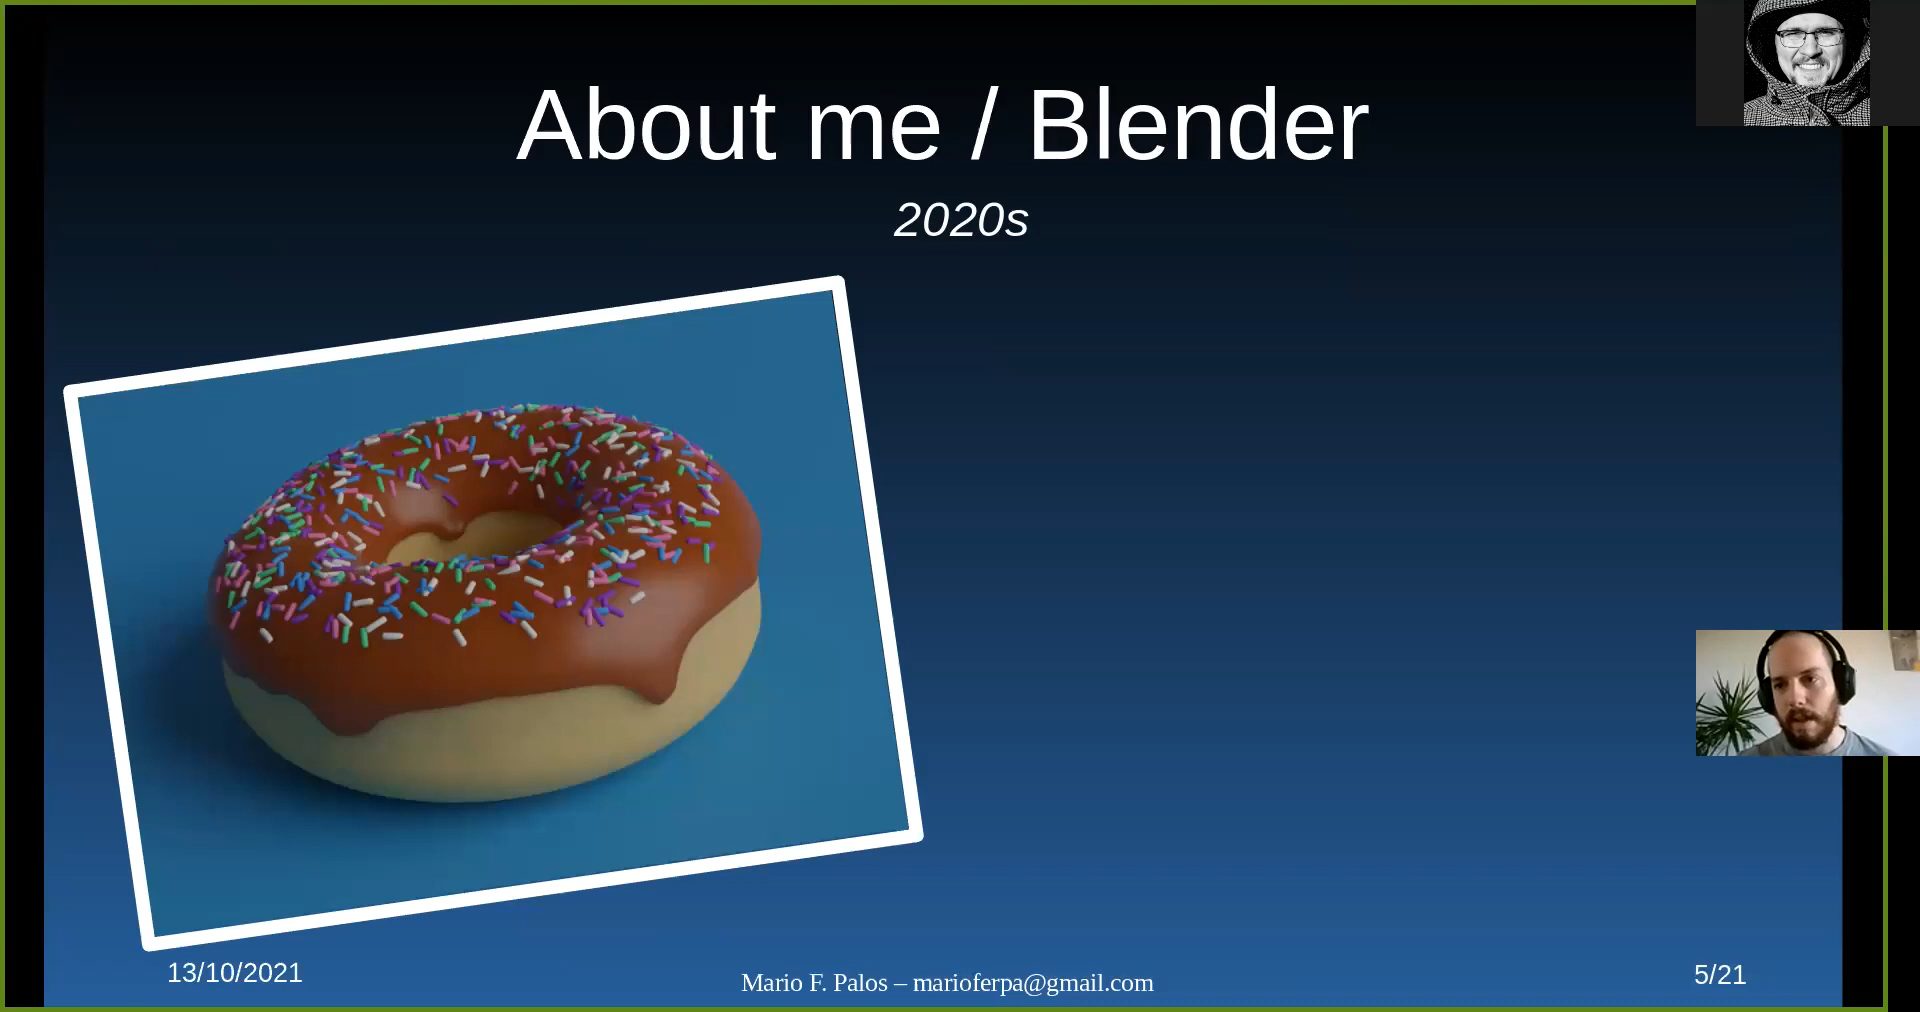 About me / Blender
2020s
13/10/2021
Mario F. Palos – marioferpa@gmail.com
5/21